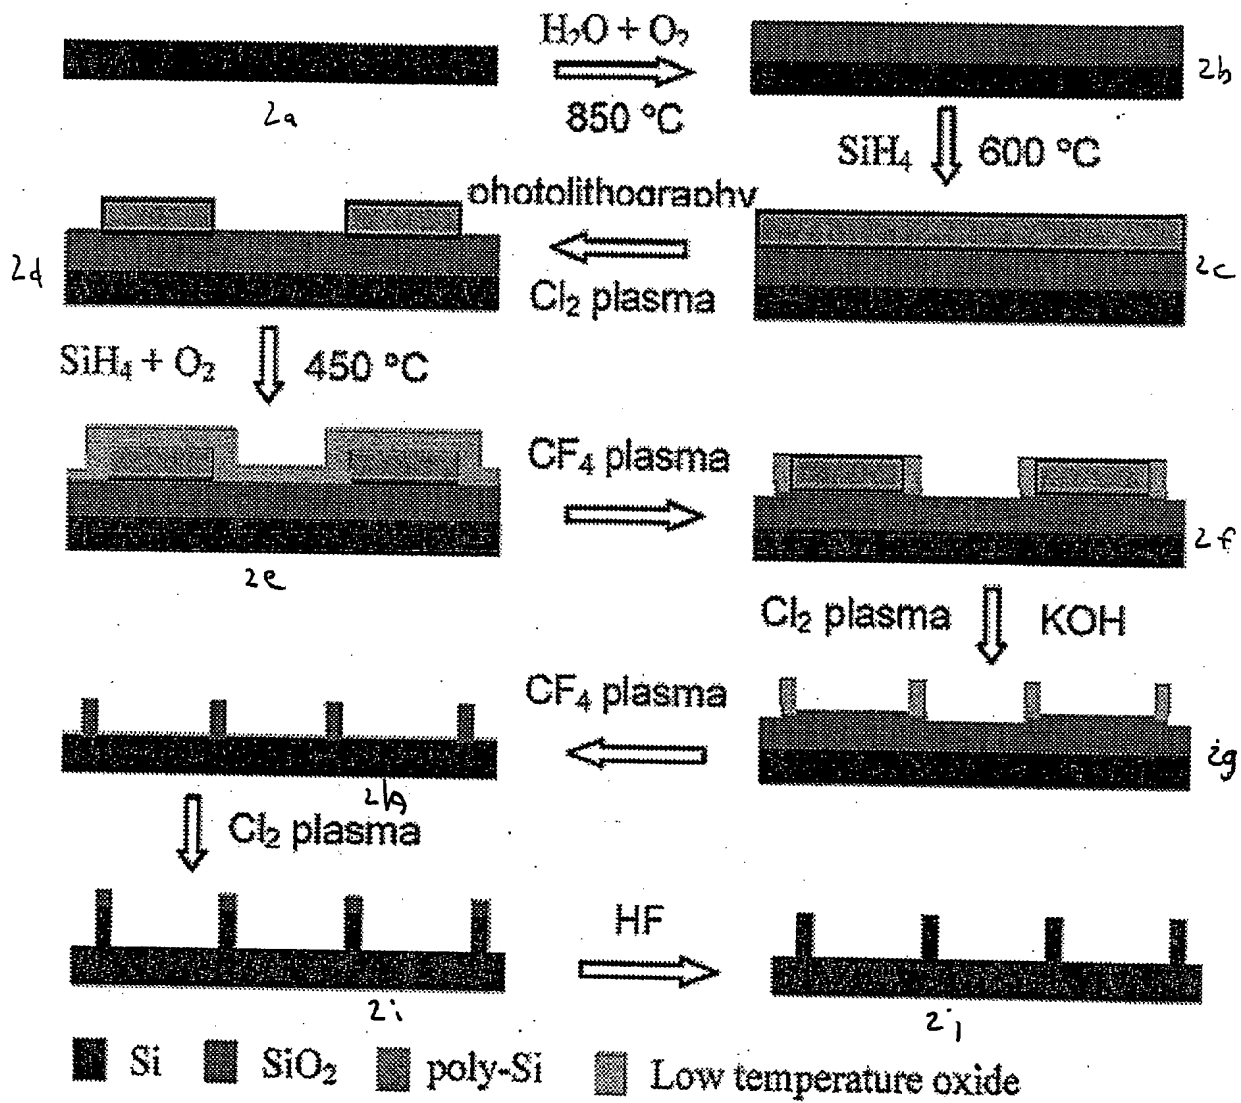 H₂O + O₂
850 °C
2a
2b
SiH₄ 600 °C
photolithography
Cl₂ plasma
2d
2c
SiH₄ + O₂ 450 °C
CF₄ plasma
2e
2f
Cl₂ plasma KOH
CF₄ plasma
2g
2h
Cl₂ plasma
HF
2i
2j
Si SiO₂ poly-Si Low temperature oxide